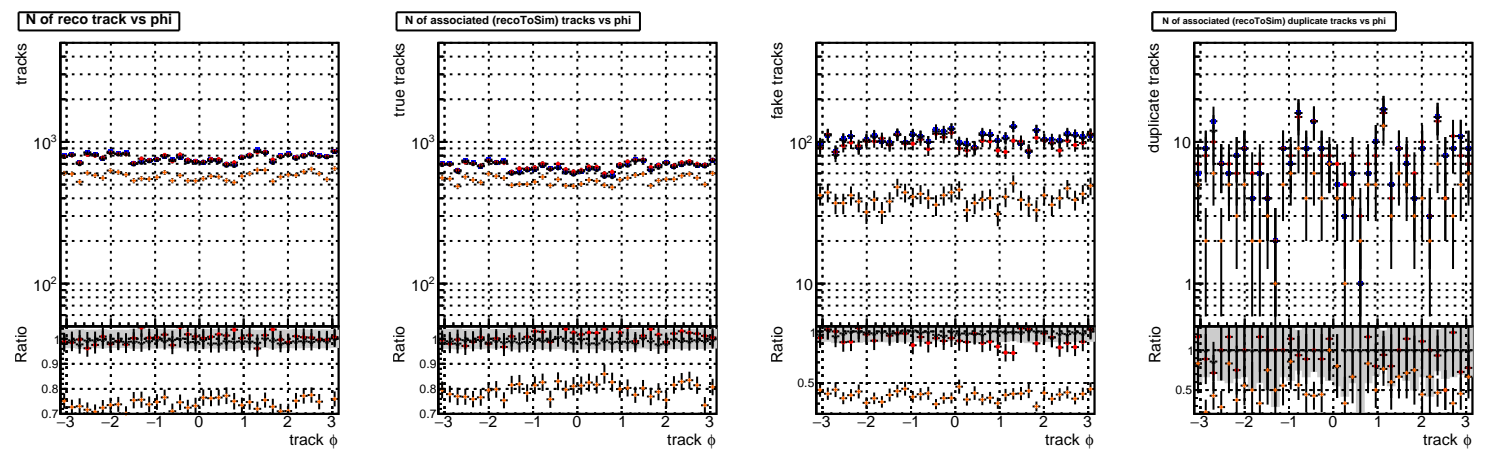 N of reco track vs phi
tracks
10³
10²
Ratio
1
0.9
0.8
0.7
−3 −2 −1 0 1 2 3
track ϕ
N of associated (recoToSim) tracks vs phi
true tracks
10³
10²
Ratio
1
0.9
0.8
0.7
−3 −2 −1 0 1 2 3
track ϕ
fake tracks
10²
10
Ratio
1
0.5
−3 −2 −1 0 1 2 3
track ϕ
N of associated (recoToSim) duplicate tracks vs phi
duplicate tracks
10
1
Ratio
1
0.5
−3 −2 −1 0 1 2 3
track ϕ